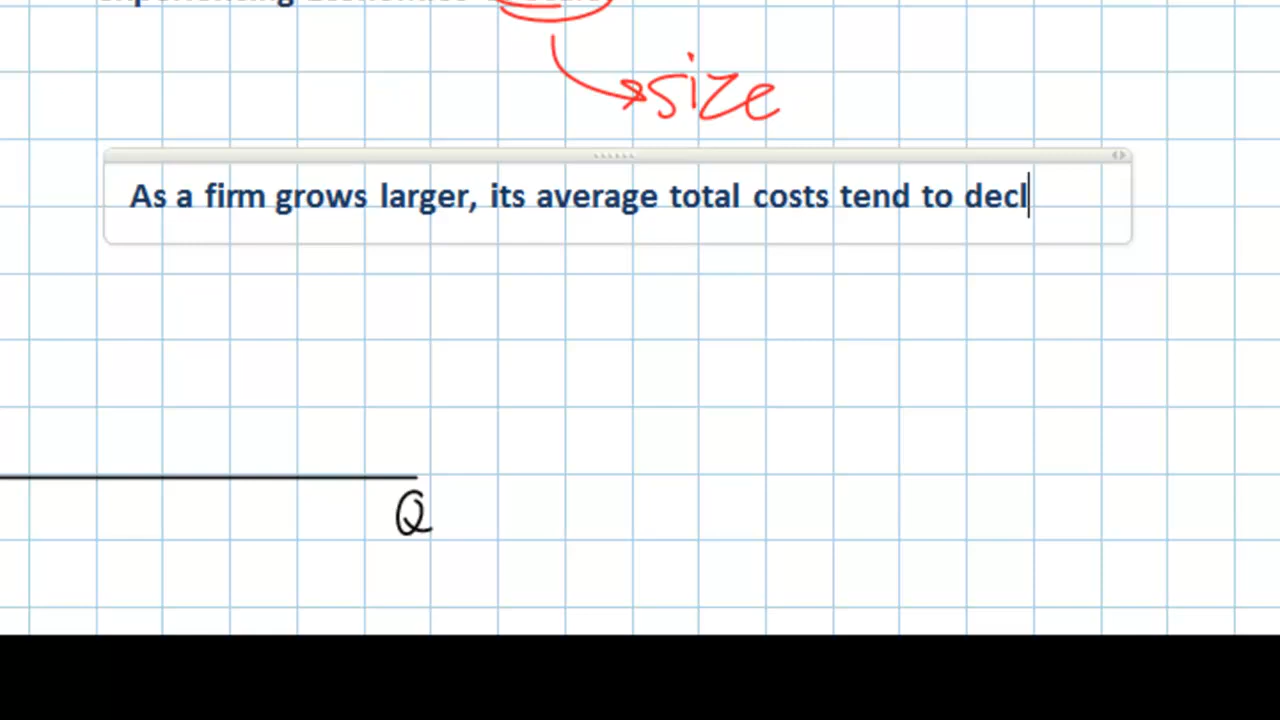 size
As a firm grows larger, its average total costs tend to decl
Q